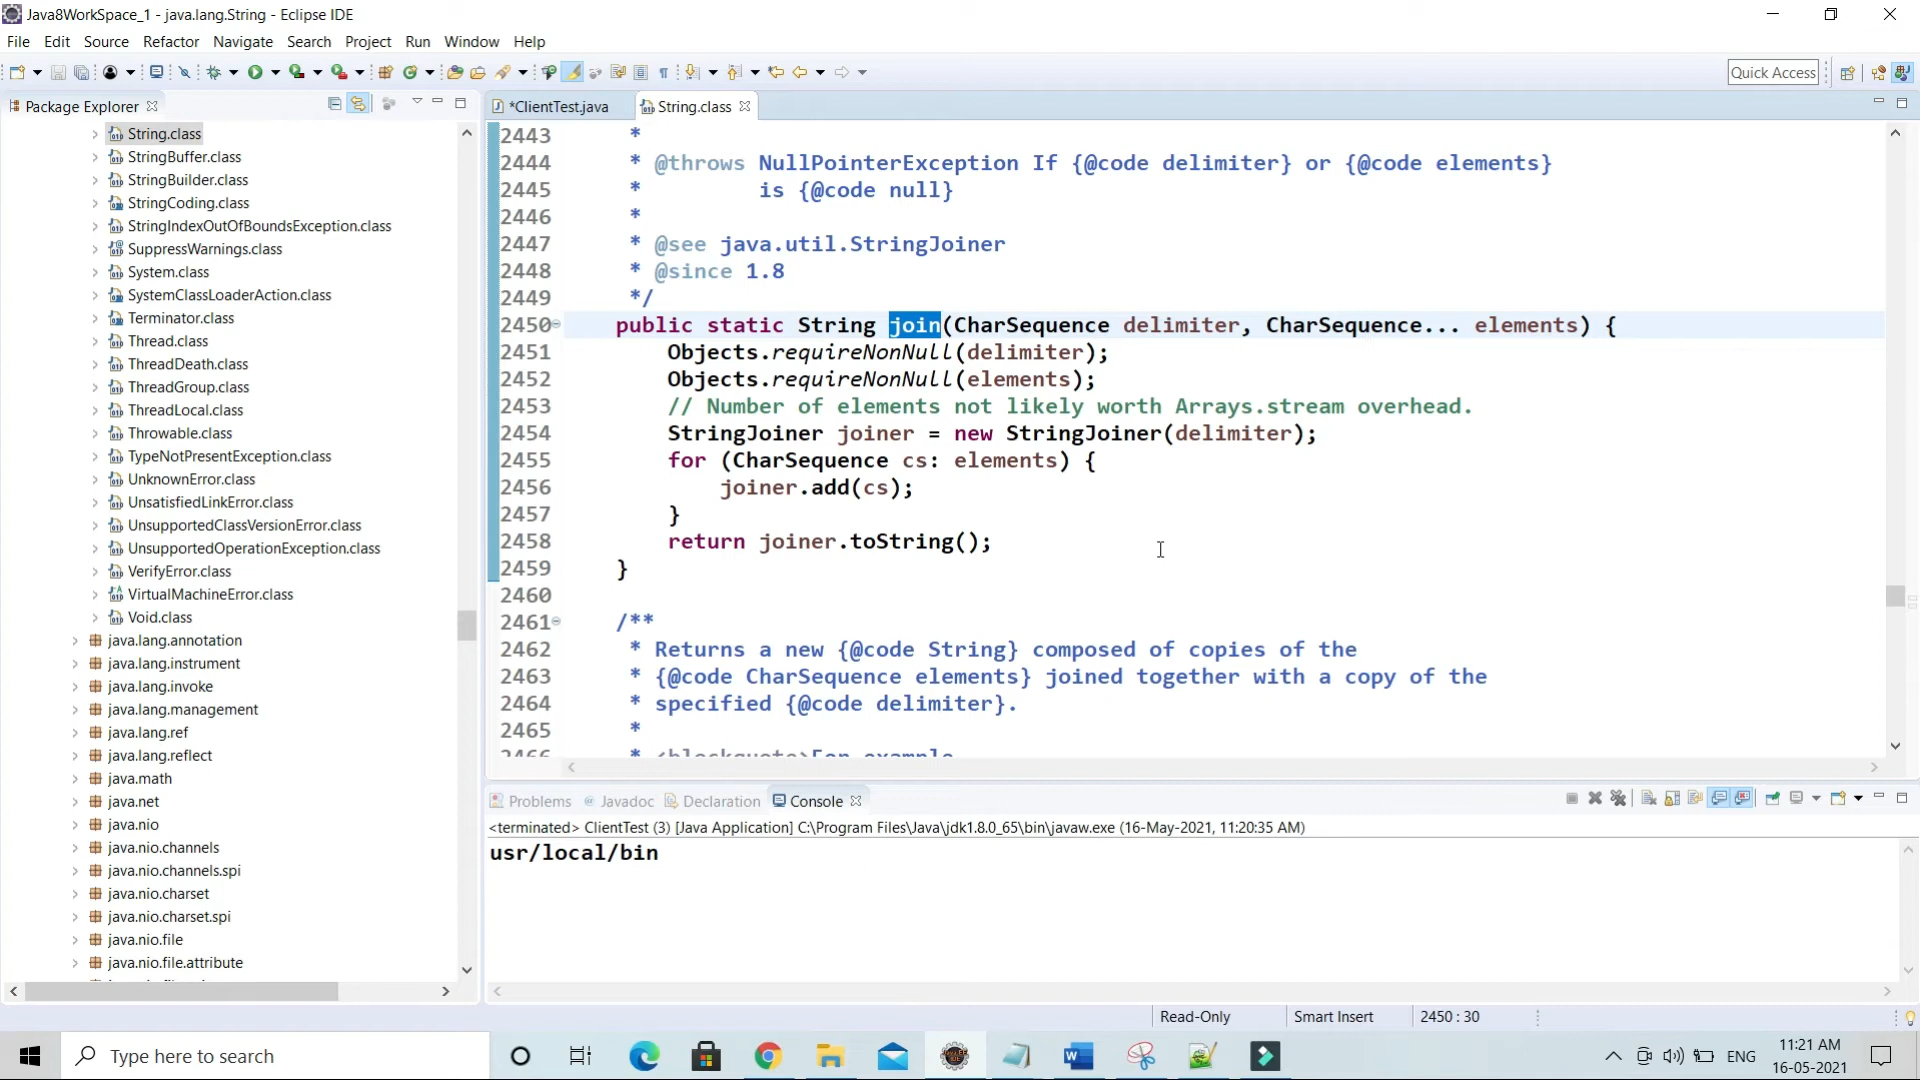 Java8WorkSpace_1 - java.lang.String - Eclipse IDE
File Edit Source Refactor Navigate Search Project Run Window Help
Quick Access
Package Explorer
String.class
StringBuffer.class
StringBuilder.class
StringCoding.class
StringIndexOutOfBoundsException.class
SuppressWarnings.class
System.class
SystemClassLoaderAction.class
Terminator.class
Thread.class
ThreadDeath.class
ThreadGroup.class
ThreadLocal.class
Throwable.class
TypeNotPresentException.class
UnknownError.class
UnsatisfiedLinkError.class
UnsupportedClassVersionError.class
UnsupportedOperationException.class
VerifyError.class
VirtualMachineError.class
Void.class
java.lang.annotation
java.lang.instrument
java.lang.invoke
java.lang.management
java.lang.ref
java.lang.reflect
java.math
java.net
java.nio
java.nio.channels
java.nio.channels.spi
java.nio.charset
java.nio.charset.spi
java.nio.file
java.nio.file.attribute
*ClientTest.java String.class
2443 *
2444 * @throws NullPointerException If {@code delimiter} or {@code elements}
2445 * is {@code null}
2446 *
2447 * @see java.util.StringJoiner
2448 * @since 1.8
2449 */
2450 public static String join(CharSequence delimiter, CharSequence... elements) {
2451 Objects.requireNonNull(delimiter);
2452 Objects.requireNonNull(elements);
2453 // Number of elements not likely worth Arrays.stream overhead.
2454 StringJoiner joiner = new StringJoiner(delimiter);
2455 for (CharSequence cs: elements) {
2456 joiner.add(cs);
2457 }
2458 return joiner.toString();
2459 }
2460
2461 /**
2462 * Returns a new {@code String} composed of copies of the
2463 * {@code CharSequence elements} joined together with a copy of the
2464 * specified {@code delimiter}.
2465 *
2466 * <blockquote>For example,
Problems Javadoc Declaration Console
<terminated> ClientTest (3) [Java Application] C:\Program Files\Java\jdk1.8.0_65\bin\javaw.exe (16-May-2021, 11:20:35 AM)
usr/local/bin
Read-Only Smart Insert 2450 : 30
Type here to search
ENG
11:21 AM
16-05-2021